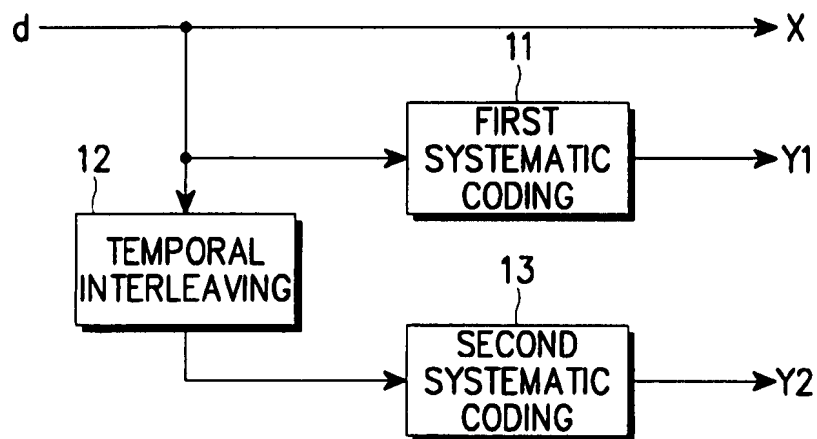 d
X
11
FIRST
SYSTEMATIC
CODING
Y1
12
TEMPORAL
INTERLEAVING
13
SECOND
SYSTEMATIC
CODING
Y2